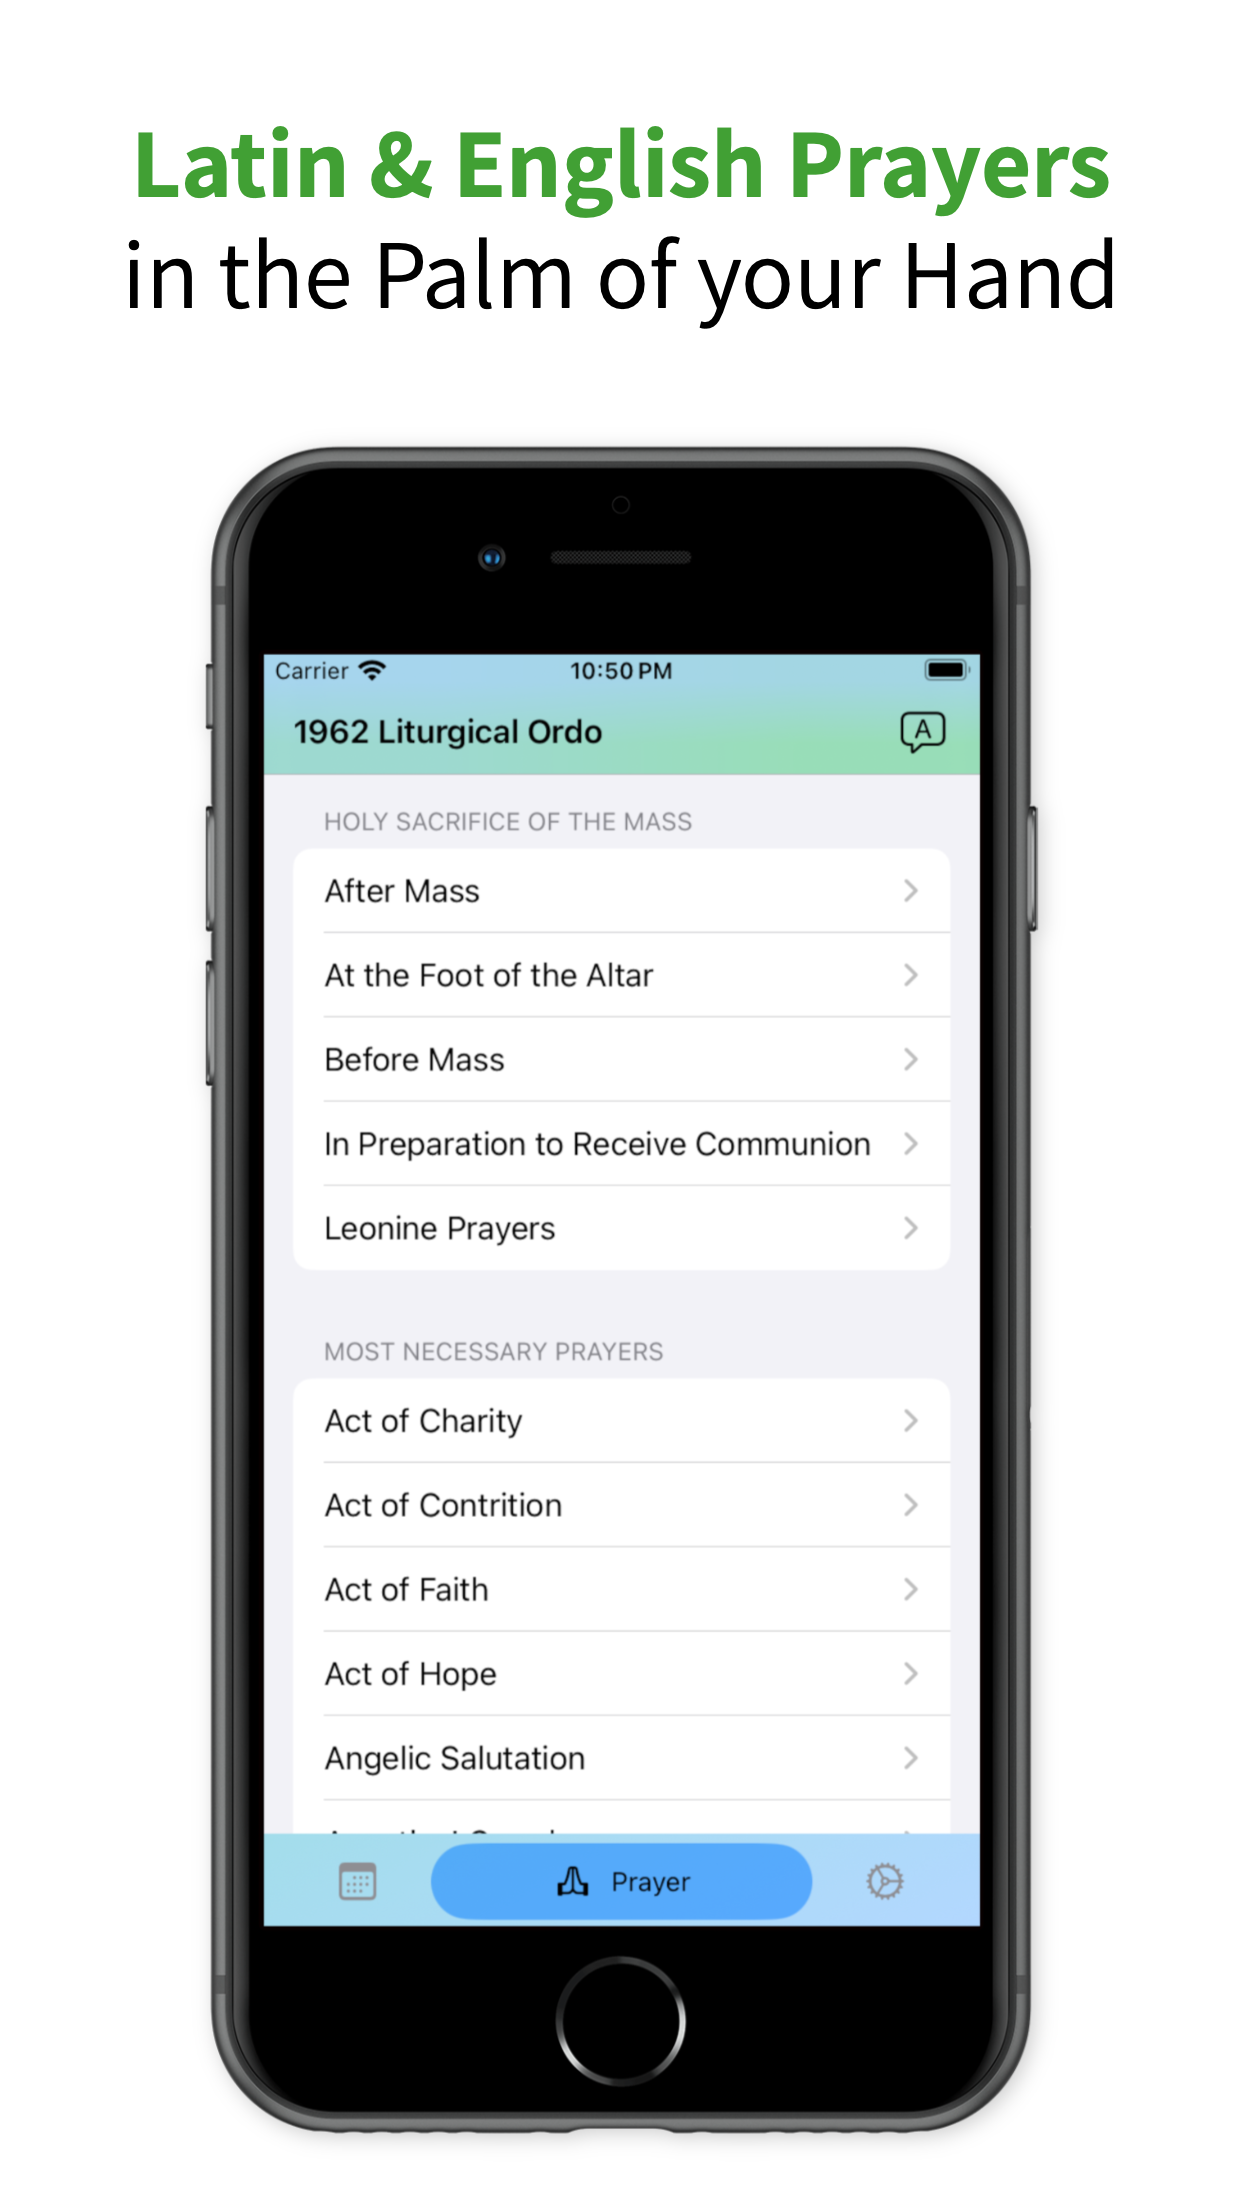 Latin & English Prayers
in the Palm of your Hand
Carrier 10:50 PM
1962 Liturgical Ordo A
HOLY SACRIFICE OF THE MASS
After Mass
At the Foot of the Altar
Before Mass
In Preparation to Receive Communion
Leonine Prayers
MOST NECESSARY PRAYERS
Act of Charity
Act of Contrition
Act of Faith
Act of Hope
Angelic Salutation
Prayer